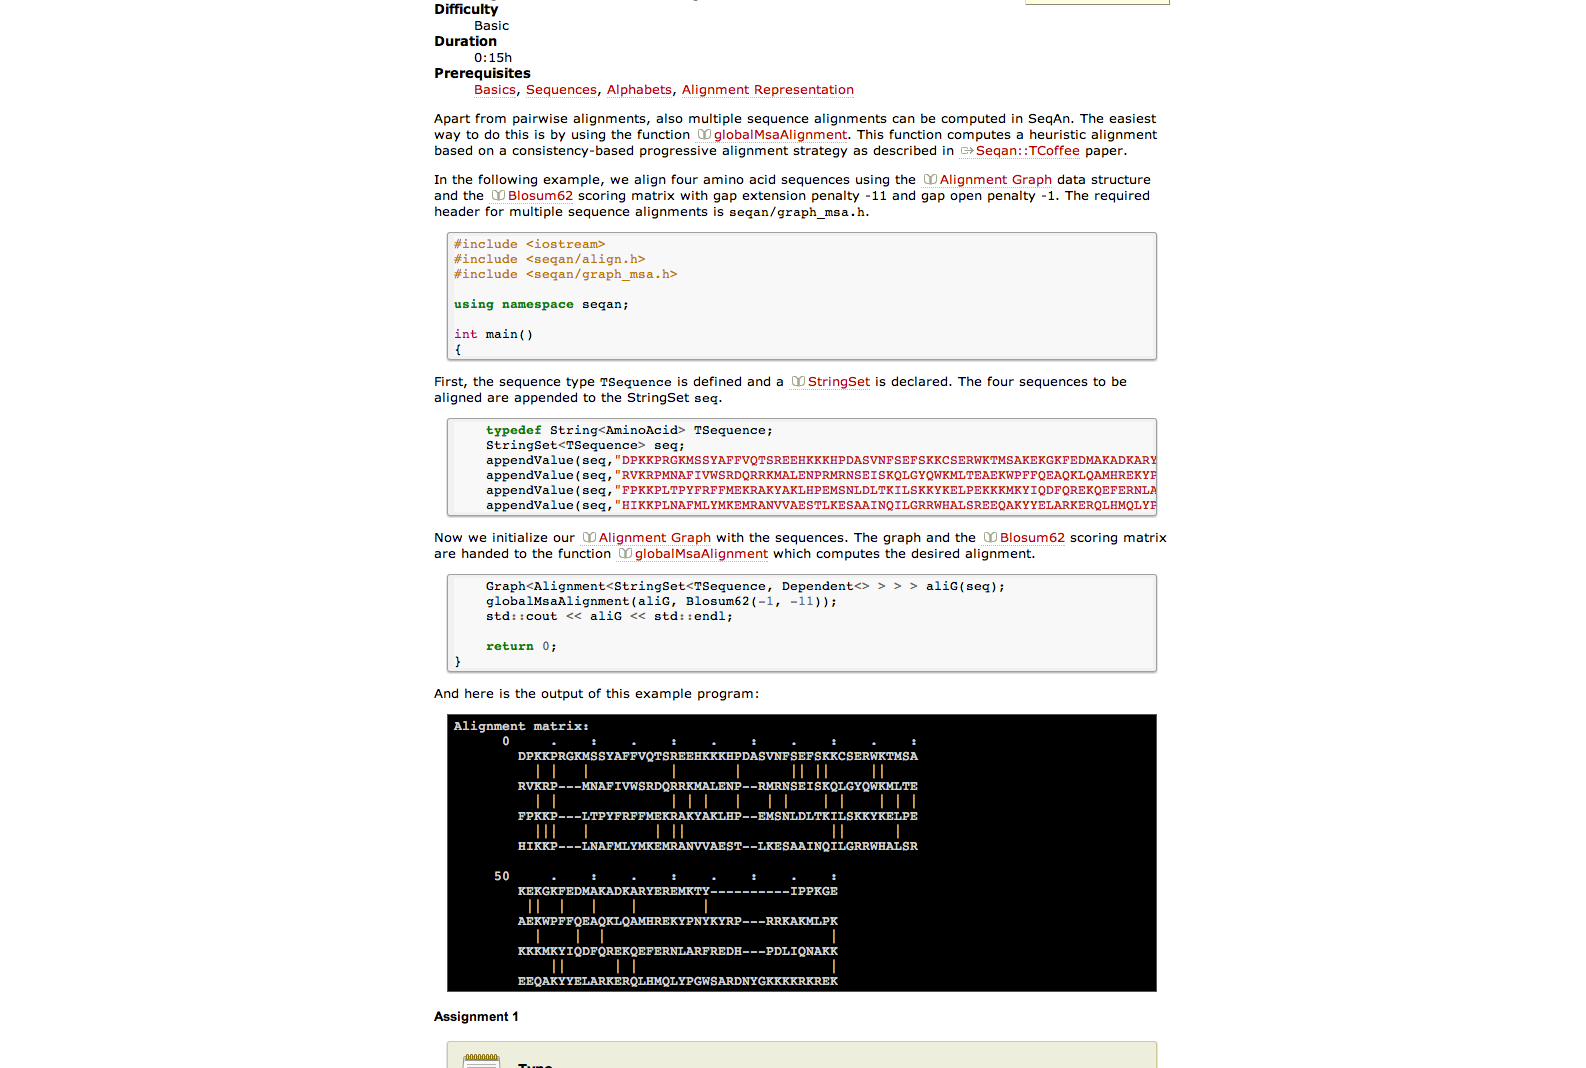 Difficulty
Basic
Duration
0:15h
Prerequisites
Basics, Sequences, Alphabets, Alignment Representation
Apart from pairwise alignments, also multiple sequence alignments can be computed in SeqAn. The easiest
way to do this is by using the function globalMsaAlignment. This function computes a heuristic alignment
based on a consistency-based progressive alignment strategy as described in Seqan::TCoffee paper.
In the following example, we align four amino acid sequences using the Alignment Graph data structure
and the Blosum62 scoring matrix with gap extension penalty -11 and gap open penalty -1. The required
header for multiple sequence alignments is seqan/graph_msa.h.
#include <iostream>
#include <seqan/align.h>
#include <seqan/graph_msa.h>
using namespace seqan;
int main()
{
First, the sequence type TSequence is defined and a StringSet is declared. The four sequences to be
aligned are appended to the StringSet seq.
typedef String<AminoAcid> TSequence;
StringSet<TSequence> seq;
appendValue(seq,"DPKKPRGKMSSYAFFVQTSREEHKKKHPDASVNFSEFSKKCSERWKTMSAKEKGKFEDMAKADKARY
appendValue(seq,"RVKRPMNAFIVWSRDQRRKMALENPRMRNSEISKQLGYQWKMLTEAEKWPFFQEAQKLQAMHREKYP
appendValue(seq,"FPKKPLTPYFRFFMEKRAKYAKLHPEMSNLDLTKILSKKYKELPEKKKMKYIQDFQREKQEFERNLA
appendValue(seq,"HIKKPLNAFMLYMKEMRANVVAESTLKESAAINQILGRRWHALSREEQAKYYELARKERQLHMQLYP
Now we initialize our Alignment Graph with the sequences. The graph and the Blosum62 scoring matrix
are handed to the function globalMsaAlignment which computes the desired alignment.
Graph<Alignment<StringSet<TSequence, Dependent<> > > > aliG(seq);
globalMsaAlignment(aliG, Blosum62(-1, -11));
std::cout << aliG << std::endl;
return 0;
}
And here is the output of this example program:
Alignment matrix:
0 . : . : . : . : . :
DPKKPRGKMSSYAFFVQTSREEHKKKHPDASVNFSEFSKKCSERWKTMSA
| | | | | || || ||
RVKRP---MNAFIVWSRDQRRKMALENP--RMRNSEISKQLGYQWKMLTE
| | | | | | | | | | | | |
FPKKP---LTPYFRFFMEKRAKYAKLHP--EMSNLDLTKILSKKYKELPE
||| | | || || |
HIKKP---LNAFMLYMKEMRANVVAEST--LKESAAINQILGRRWHALSR
50 . : . : . : . :
KEKGKFEDMAKADKARYEREMKTY----------IPPKGE
|| | | | |
AEKWPFFQEAQKLQAMHREKYPNYKYRP---RRKAKMLPK
| | | |
KKKMKYIQDFQREKQEFERNLARFREDH---PDLIQNAKK
|| | | |
EEQAKYYELARKERQLHMQLYPGWSARDNYGKKKKRKREK
Assignment 1